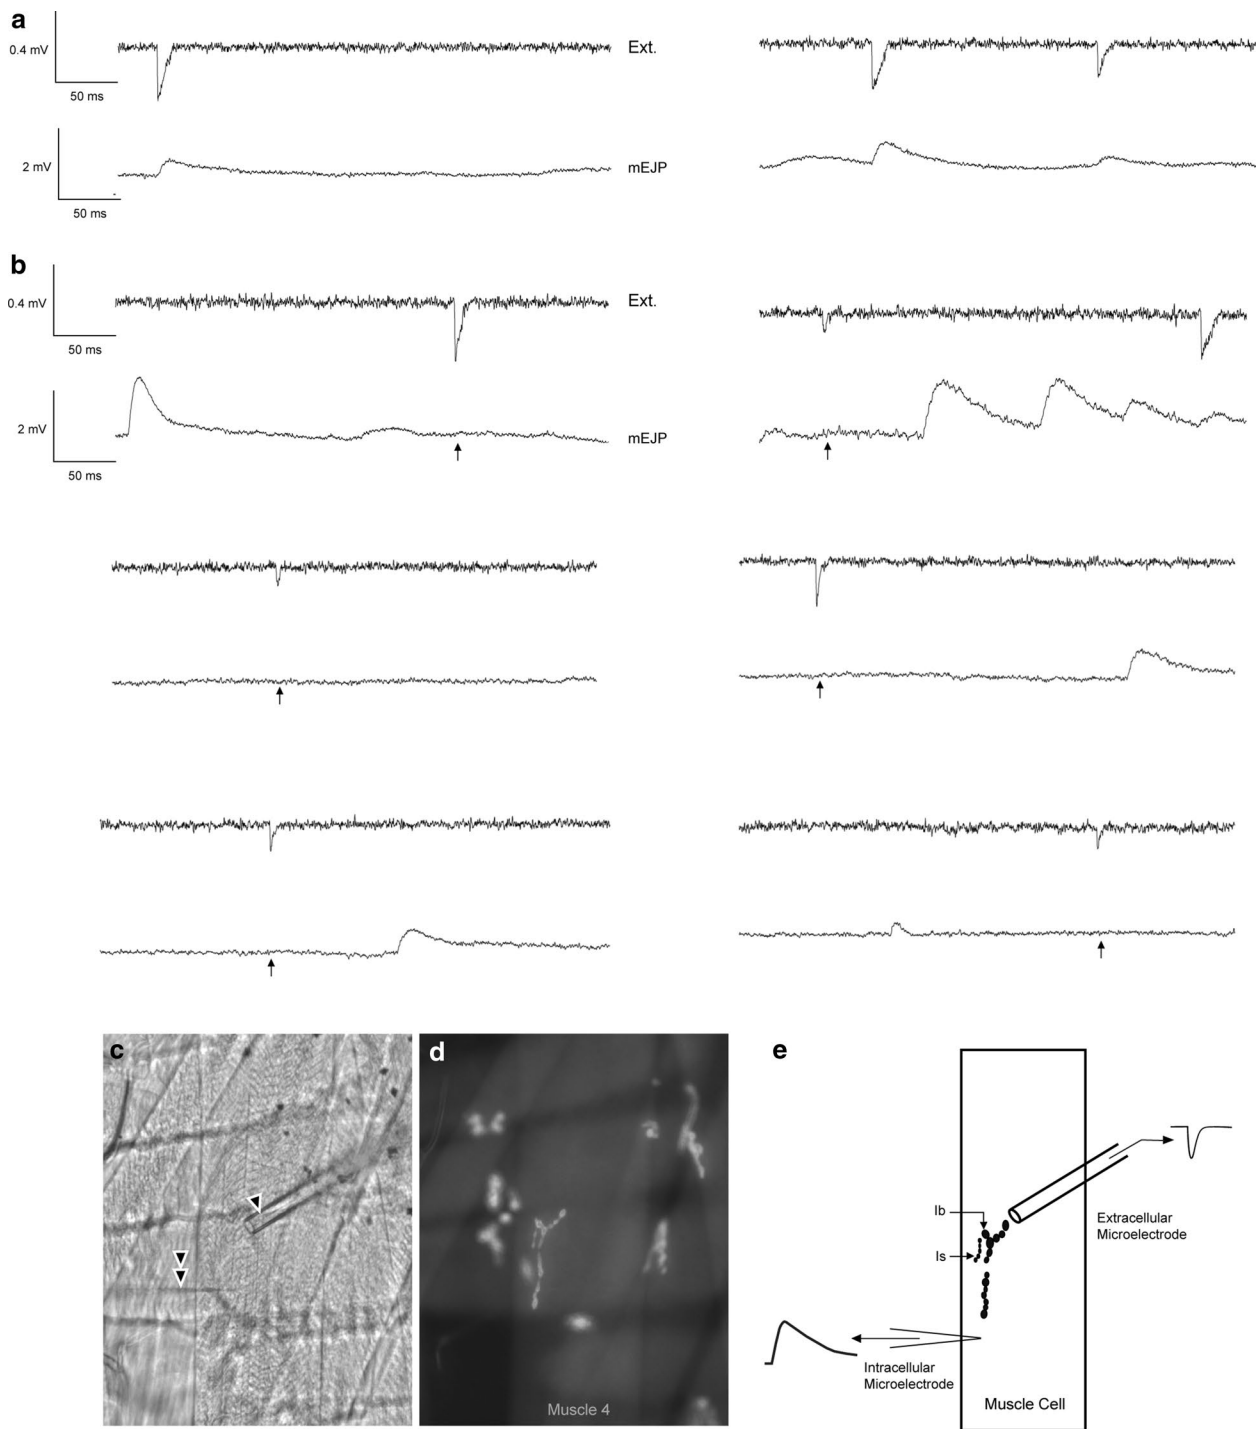 a
0.4 mV
Ext.
50 ms
2 mV
mEJP
50 ms
b
0.4 mV
Ext.
50 ms
2 mV
mEJP
50 ms
c
d
e
Ib
Extracellular
Microelectrode
Is
Intracellular
Microelectrode
Muscle Cell
Muscle 4